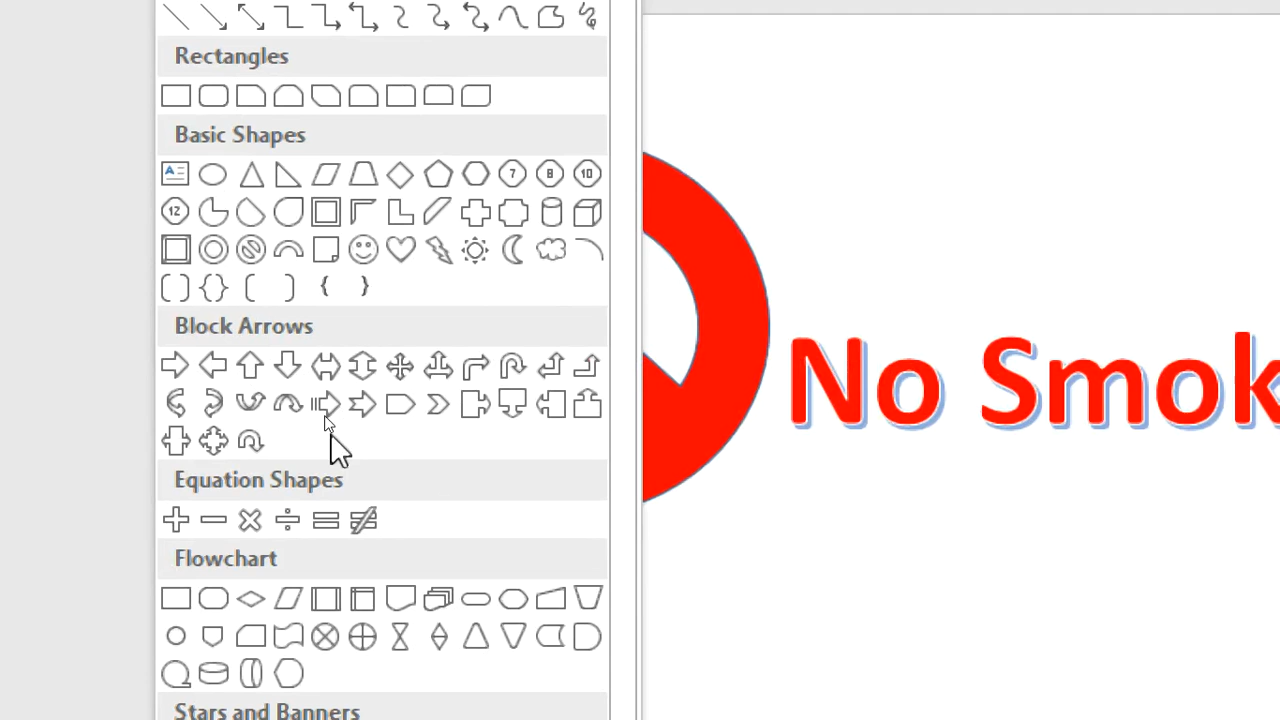 Rectangles
Basic Shapes
A
7
8
10
12
Block Arrows
No Smok
Equation Shapes
Flowchart
Stars and Banners